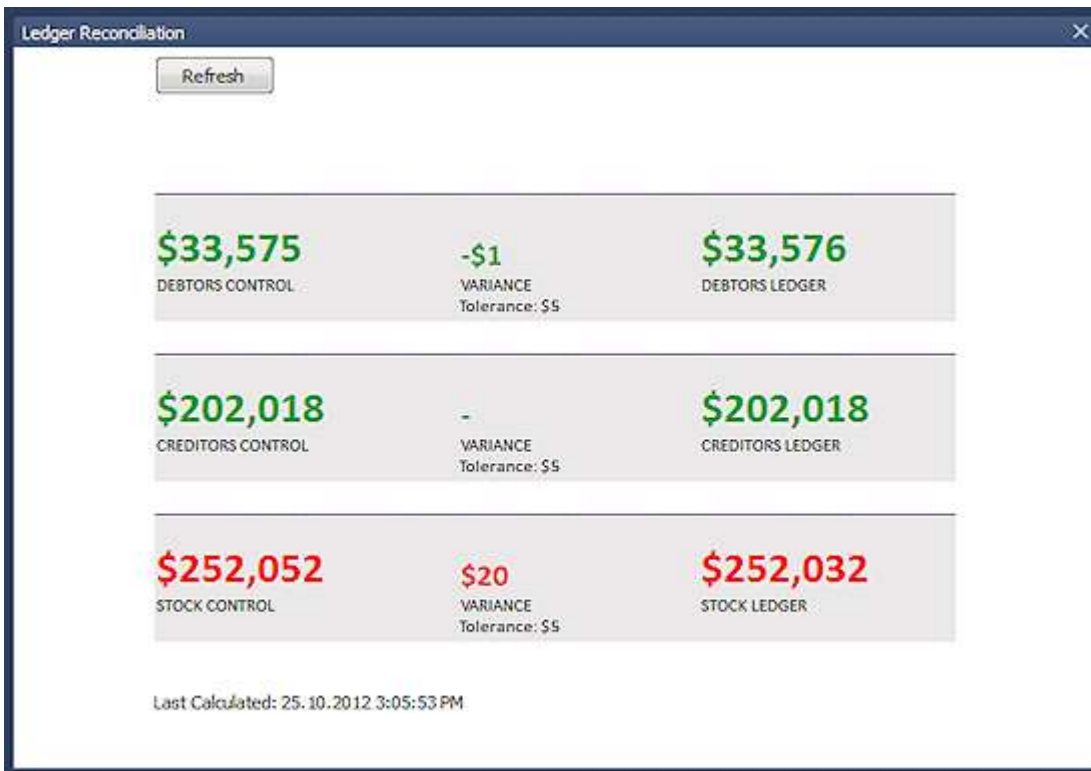 Ledger Reconciliation
Refresh
$33,575 -$1 $33,576
DEBTORS CONTROL VARIANCE DEBTORS LEDGER
Tolerance: $5
$202,018 - $202,018
CREDITORS CONTROL VARIANCE CREDITORS LEDGER
Tolerance: $5
$252,052 $20 $252,032
STOCK CONTROL VARIANCE STOCK LEDGER
Tolerance: $5
Last Calculated: 25.10.2012 3:05:53 PM